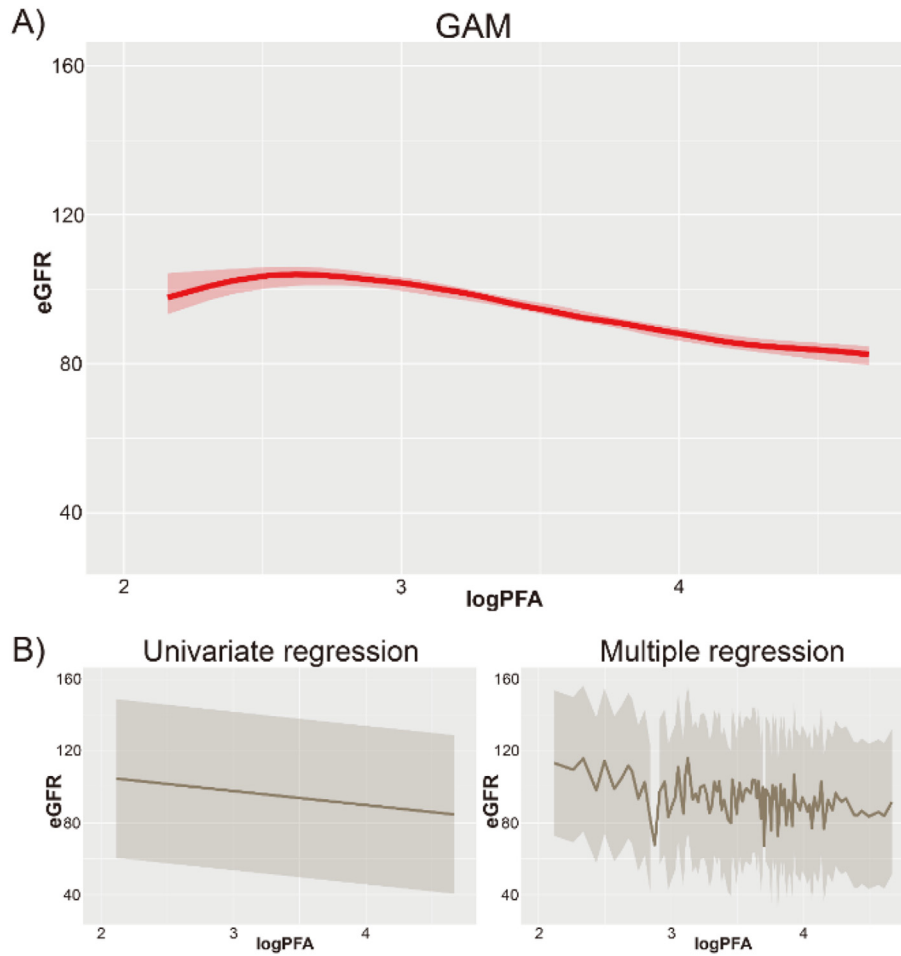 A)
GAM
160
120
80
40
eGFR
2 3 4
logPFA
B)
Univariate regression
160
120
80
40
eGFR
2 3 4
logPFA
Multiple regression
160
120
80
40
eGFR
2 3 4
logPFA